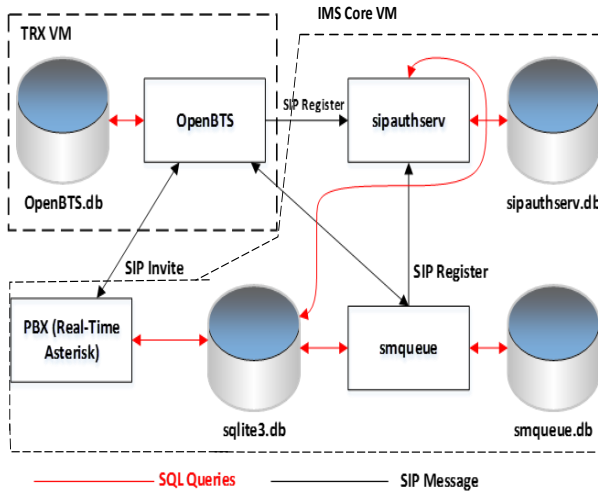 TRX VM
IMS Core VM
OpenBTS
SIP Register
sipauthserv
OpenBTS.db
sipauthserv.db
SIP Invite
SIP Register
PBX (Real-Time
Asterisk)
smqueue
sqlite3.db
smqueue.db
SQL Queries
SIP Message